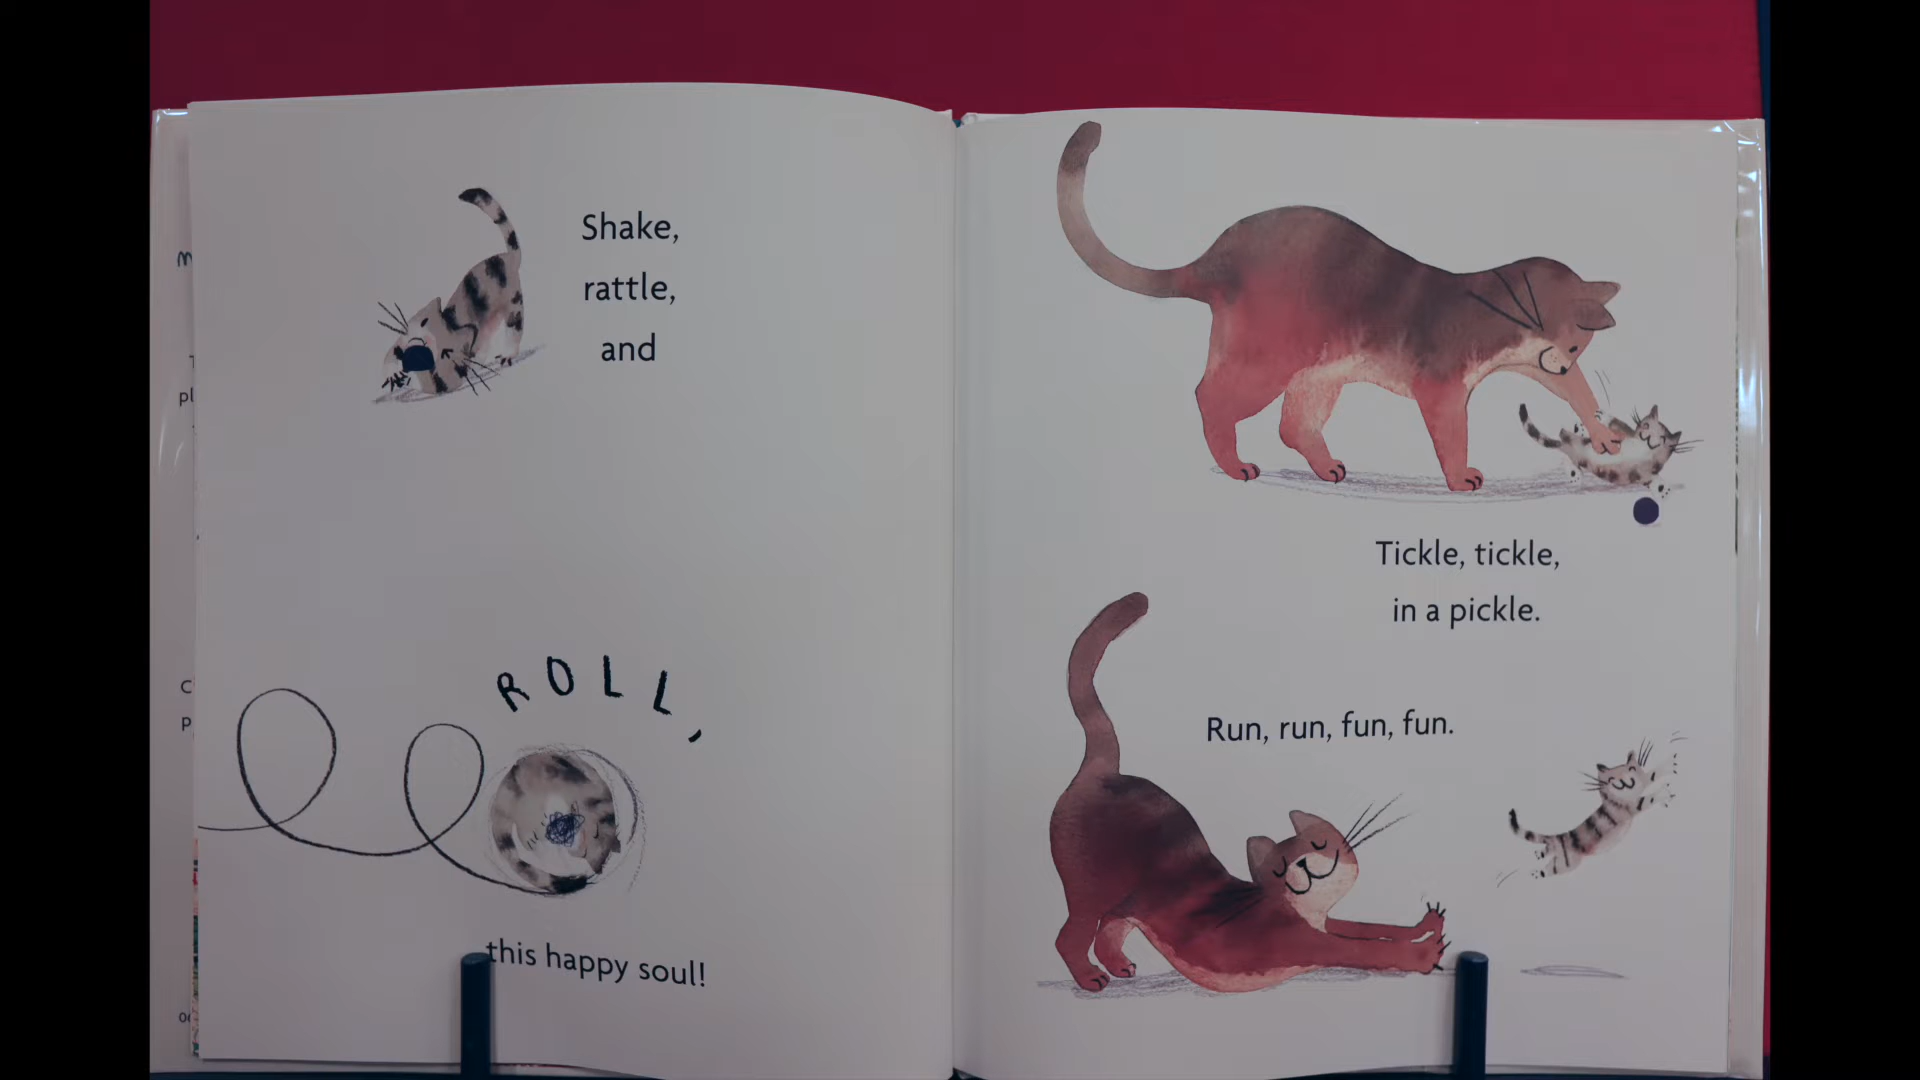 Shake,
rattle,
and
ROLL,
this happy soul!
Tickle, tickle,
in a pickle.
Run, run, fun, fun.